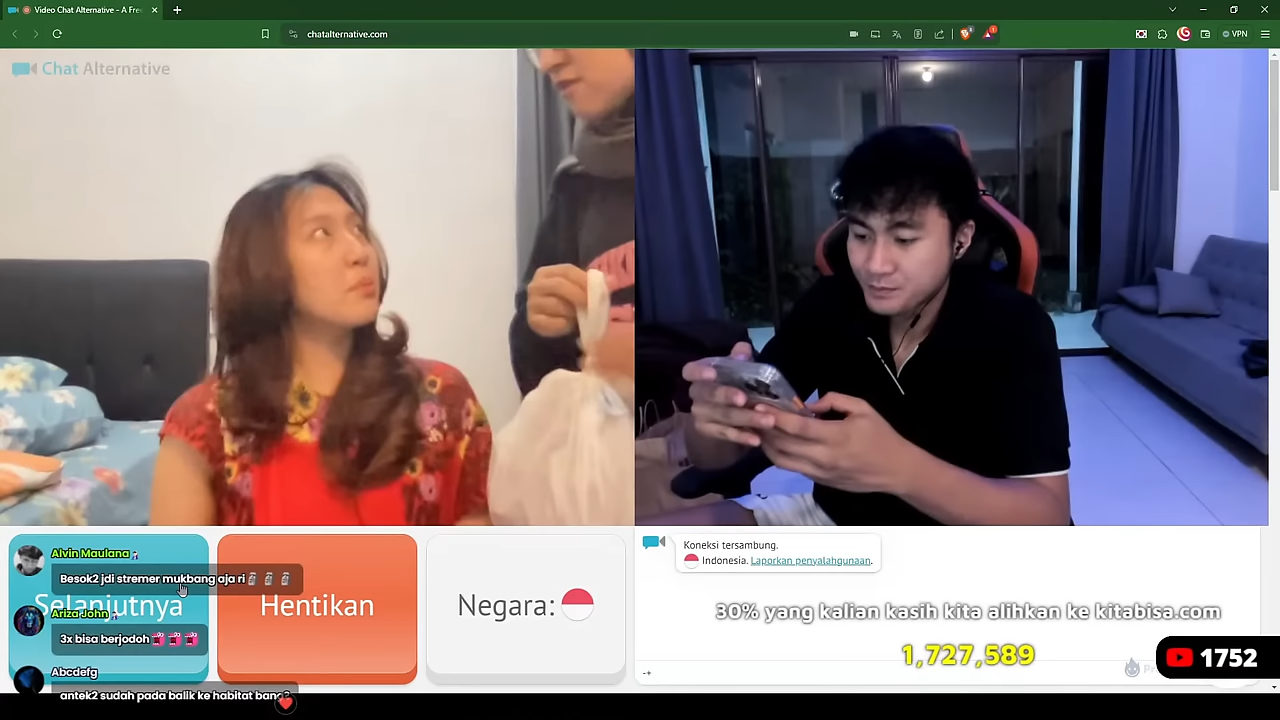 Video Chat Alternative - A Free
chatalternative.com
VPN
Chat Alternative
Alvin Maulana
Besok2 jdi stremer mukbang aja ri
Selanjutnya
Ariza John
3x bisa berjodoh
Abcdefg
antek2 sudah pada balik ke habitat bang?
Hentikan
Negara:
Koneksi tersambung.
Indonesia. Laporkan penyalahgunaan.
30% yang kalian kasih kita alihkan ke kitabisa.com
1,727,589
1752